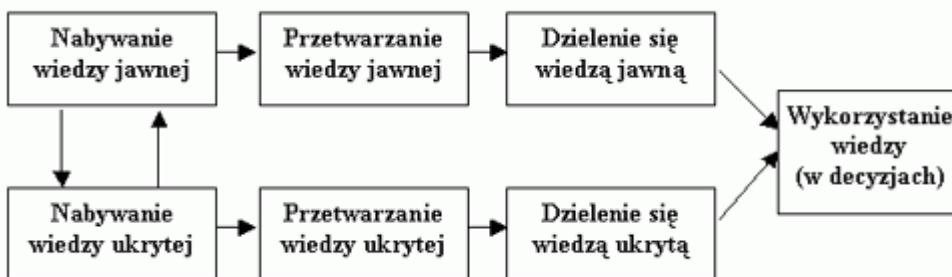 Nabywanie
wiedzy jawnej
Przetwarzanie
wiedzy jawnej
Dzielenie się
wiedzą jawną
Wykorzystanie
wiedzy
(w decyzjach)
Nabywanie
wiedzy ukrytej
Przetwarzanie
wiedzy ukrytej
Dzielenie się
wiedzą ukrytą